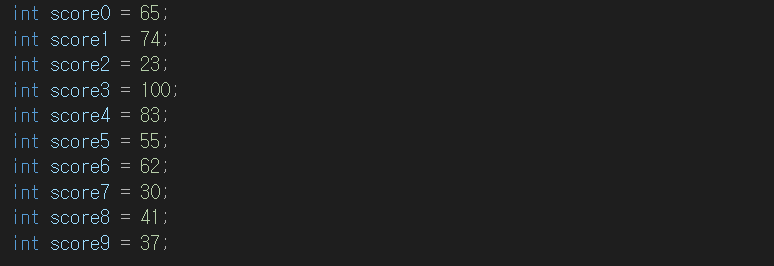 int score0 = 65;
int score1 = 74;
int score2 = 23;
int score3 = 100;
int score4 = 83;
int score5 = 55;
int score6 = 62;
int score7 = 30;
int score8 = 41;
int score9 = 37;